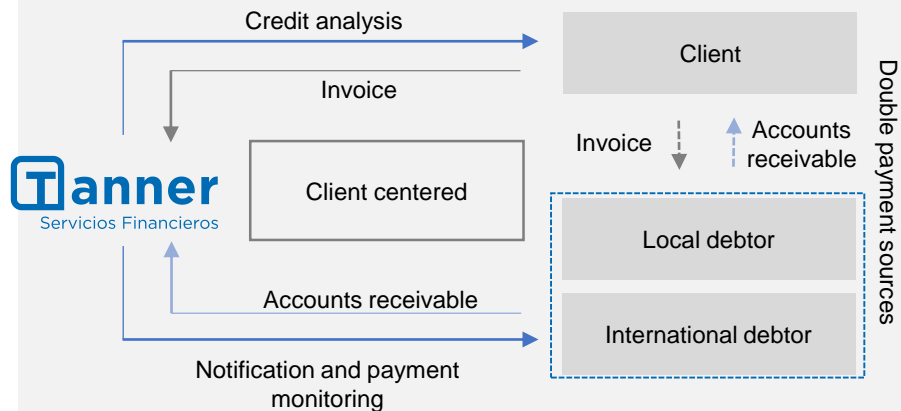 Credit analysis
Client
Invoice
Invoice
Accounts
receivable
Double payment sources
Tanner
Servicios Financieros
Client centered
Local debtor
Accounts receivable
International debtor
Notification and payment
monitoring